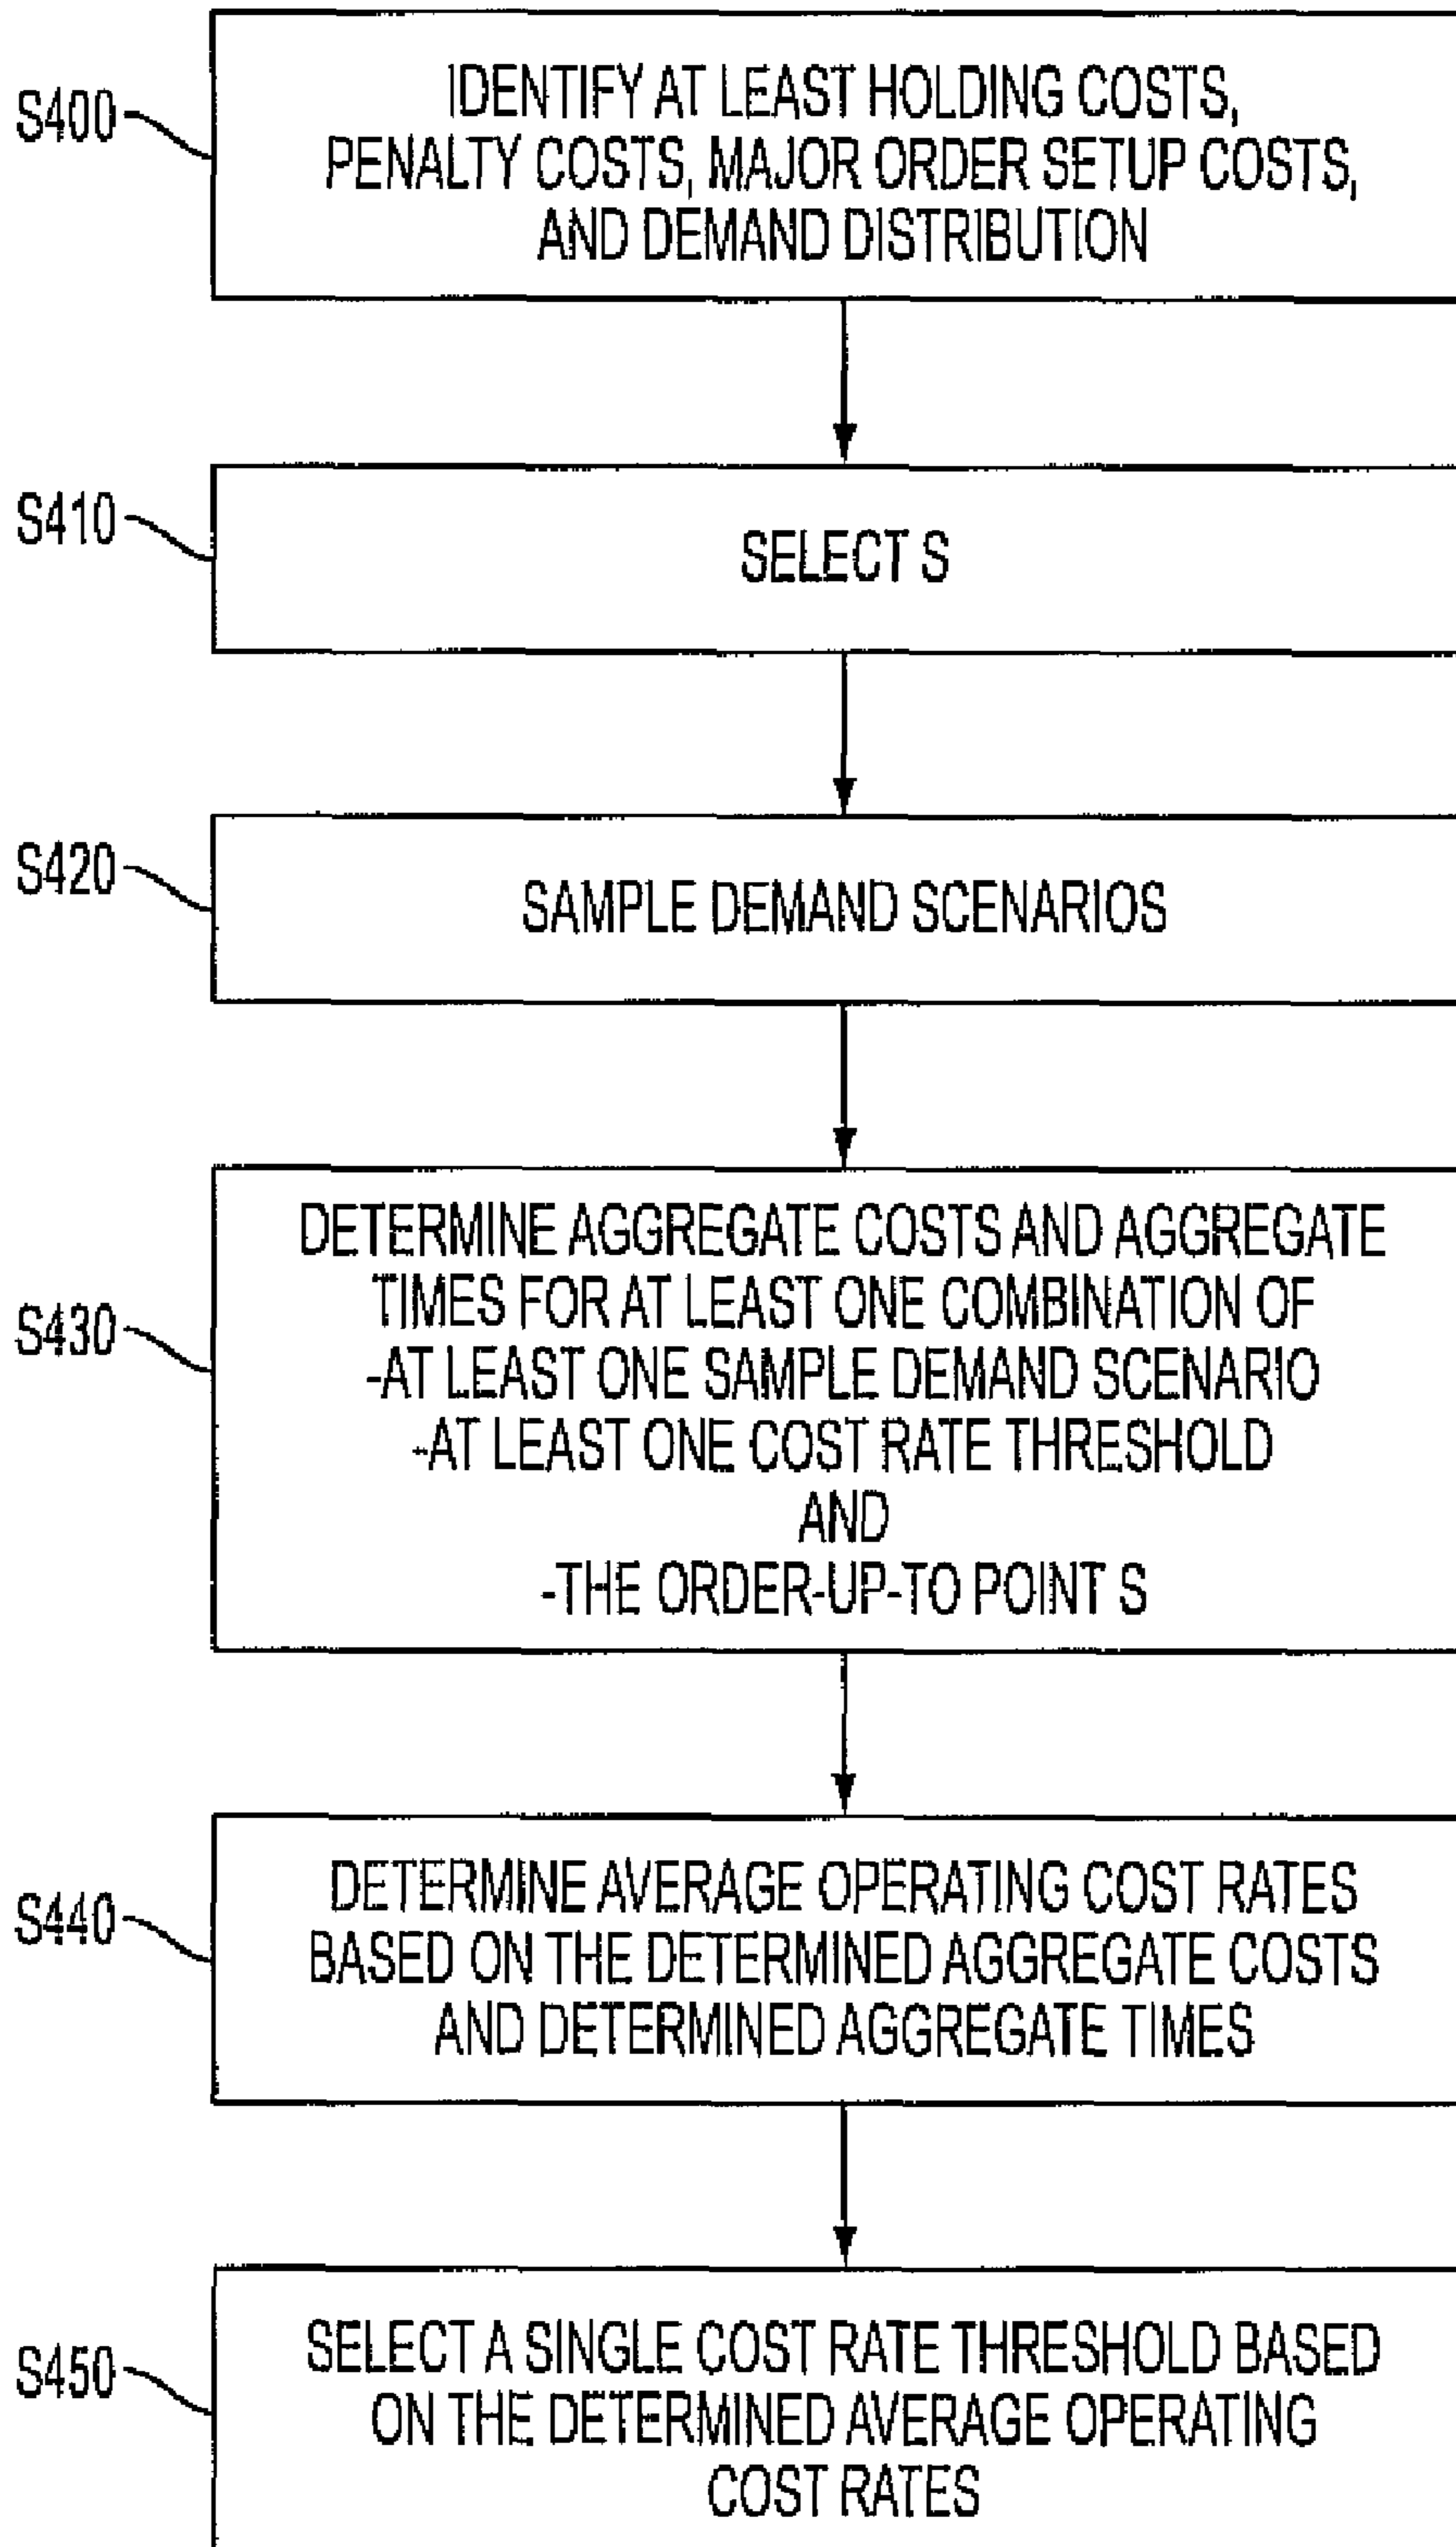 S400
IDENTIFY AT LEAST HOLDING COSTS,
PENALTY COSTS, MAJOR ORDER SETUP COSTS,
AND DEMAND DISTRIBUTION
S410
SELECT S
S420
SAMPLE DEMAND SCENARIOS
S430
DETERMINE AGGREGATE COSTS AND AGGREGATE
TIMES FOR AT LEAST ONE COMBINATION OF
-AT LEAST ONE SAMPLE DEMAND SCENARIO
-AT LEAST ONE COST RATE THRESHOLD
AND
-THE ORDER-UP-TO POINT S
S440
DETERMINE AVERAGE OPERATING COST RATES
BASED ON THE DETERMINED AGGREGATE COSTS
AND DETERMINED AGGREGATE TIMES
S450
SELECT A SINGLE COST RATE THRESHOLD BASED
ON THE DETERMINED AVERAGE OPERATING
COST RATES